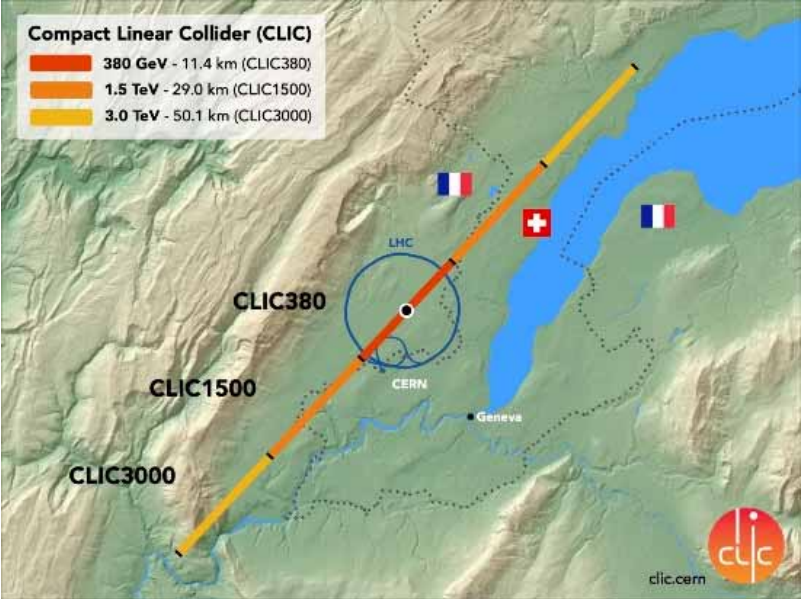 Compact Linear Collider (CLIC)
380 GeV - 11.4 km (CLIC380)
1.5 TeV - 29.0 km (CLIC1500)
3.0 TeV - 50.1 km (CLIC3000)
LHC
CLIC380
CLIC1500
CERN
Geneva
CLIC3000
clic
clic.cern